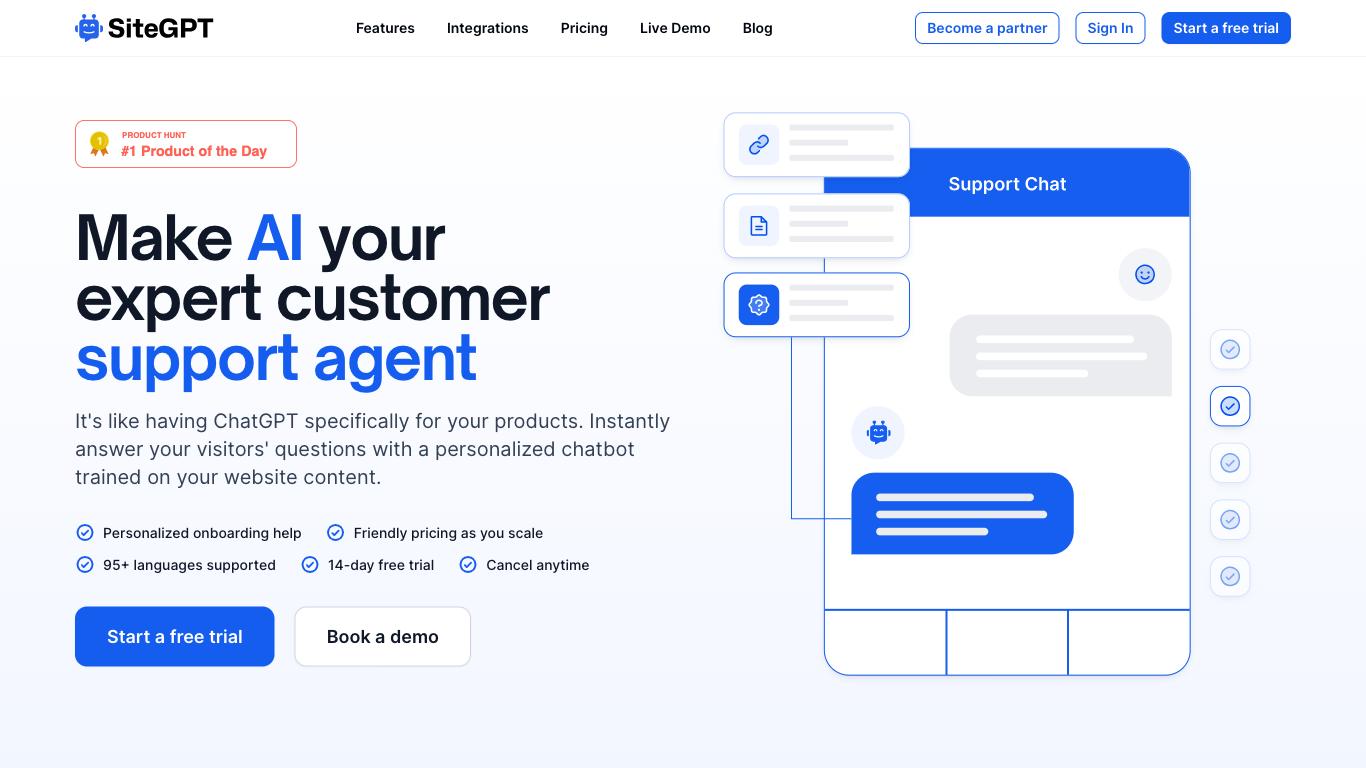 SiteGPT
Features
Integrations
Pricing
Live Demo
Blog
Become a partner
Sign In
Start a free trial
1
PRODUCT HUNT
#1 Product of the Day
Make AI your
expert customer
support agent
It's like having ChatGPT specifically for your products. Instantly
answer your visitors' questions with a personalized chatbot
trained on your website content.
Personalized onboarding help
Friendly pricing as you scale
95+ languages supported
14-day free trial
Cancel anytime
Start a free trial
Book a demo
Support Chat
?